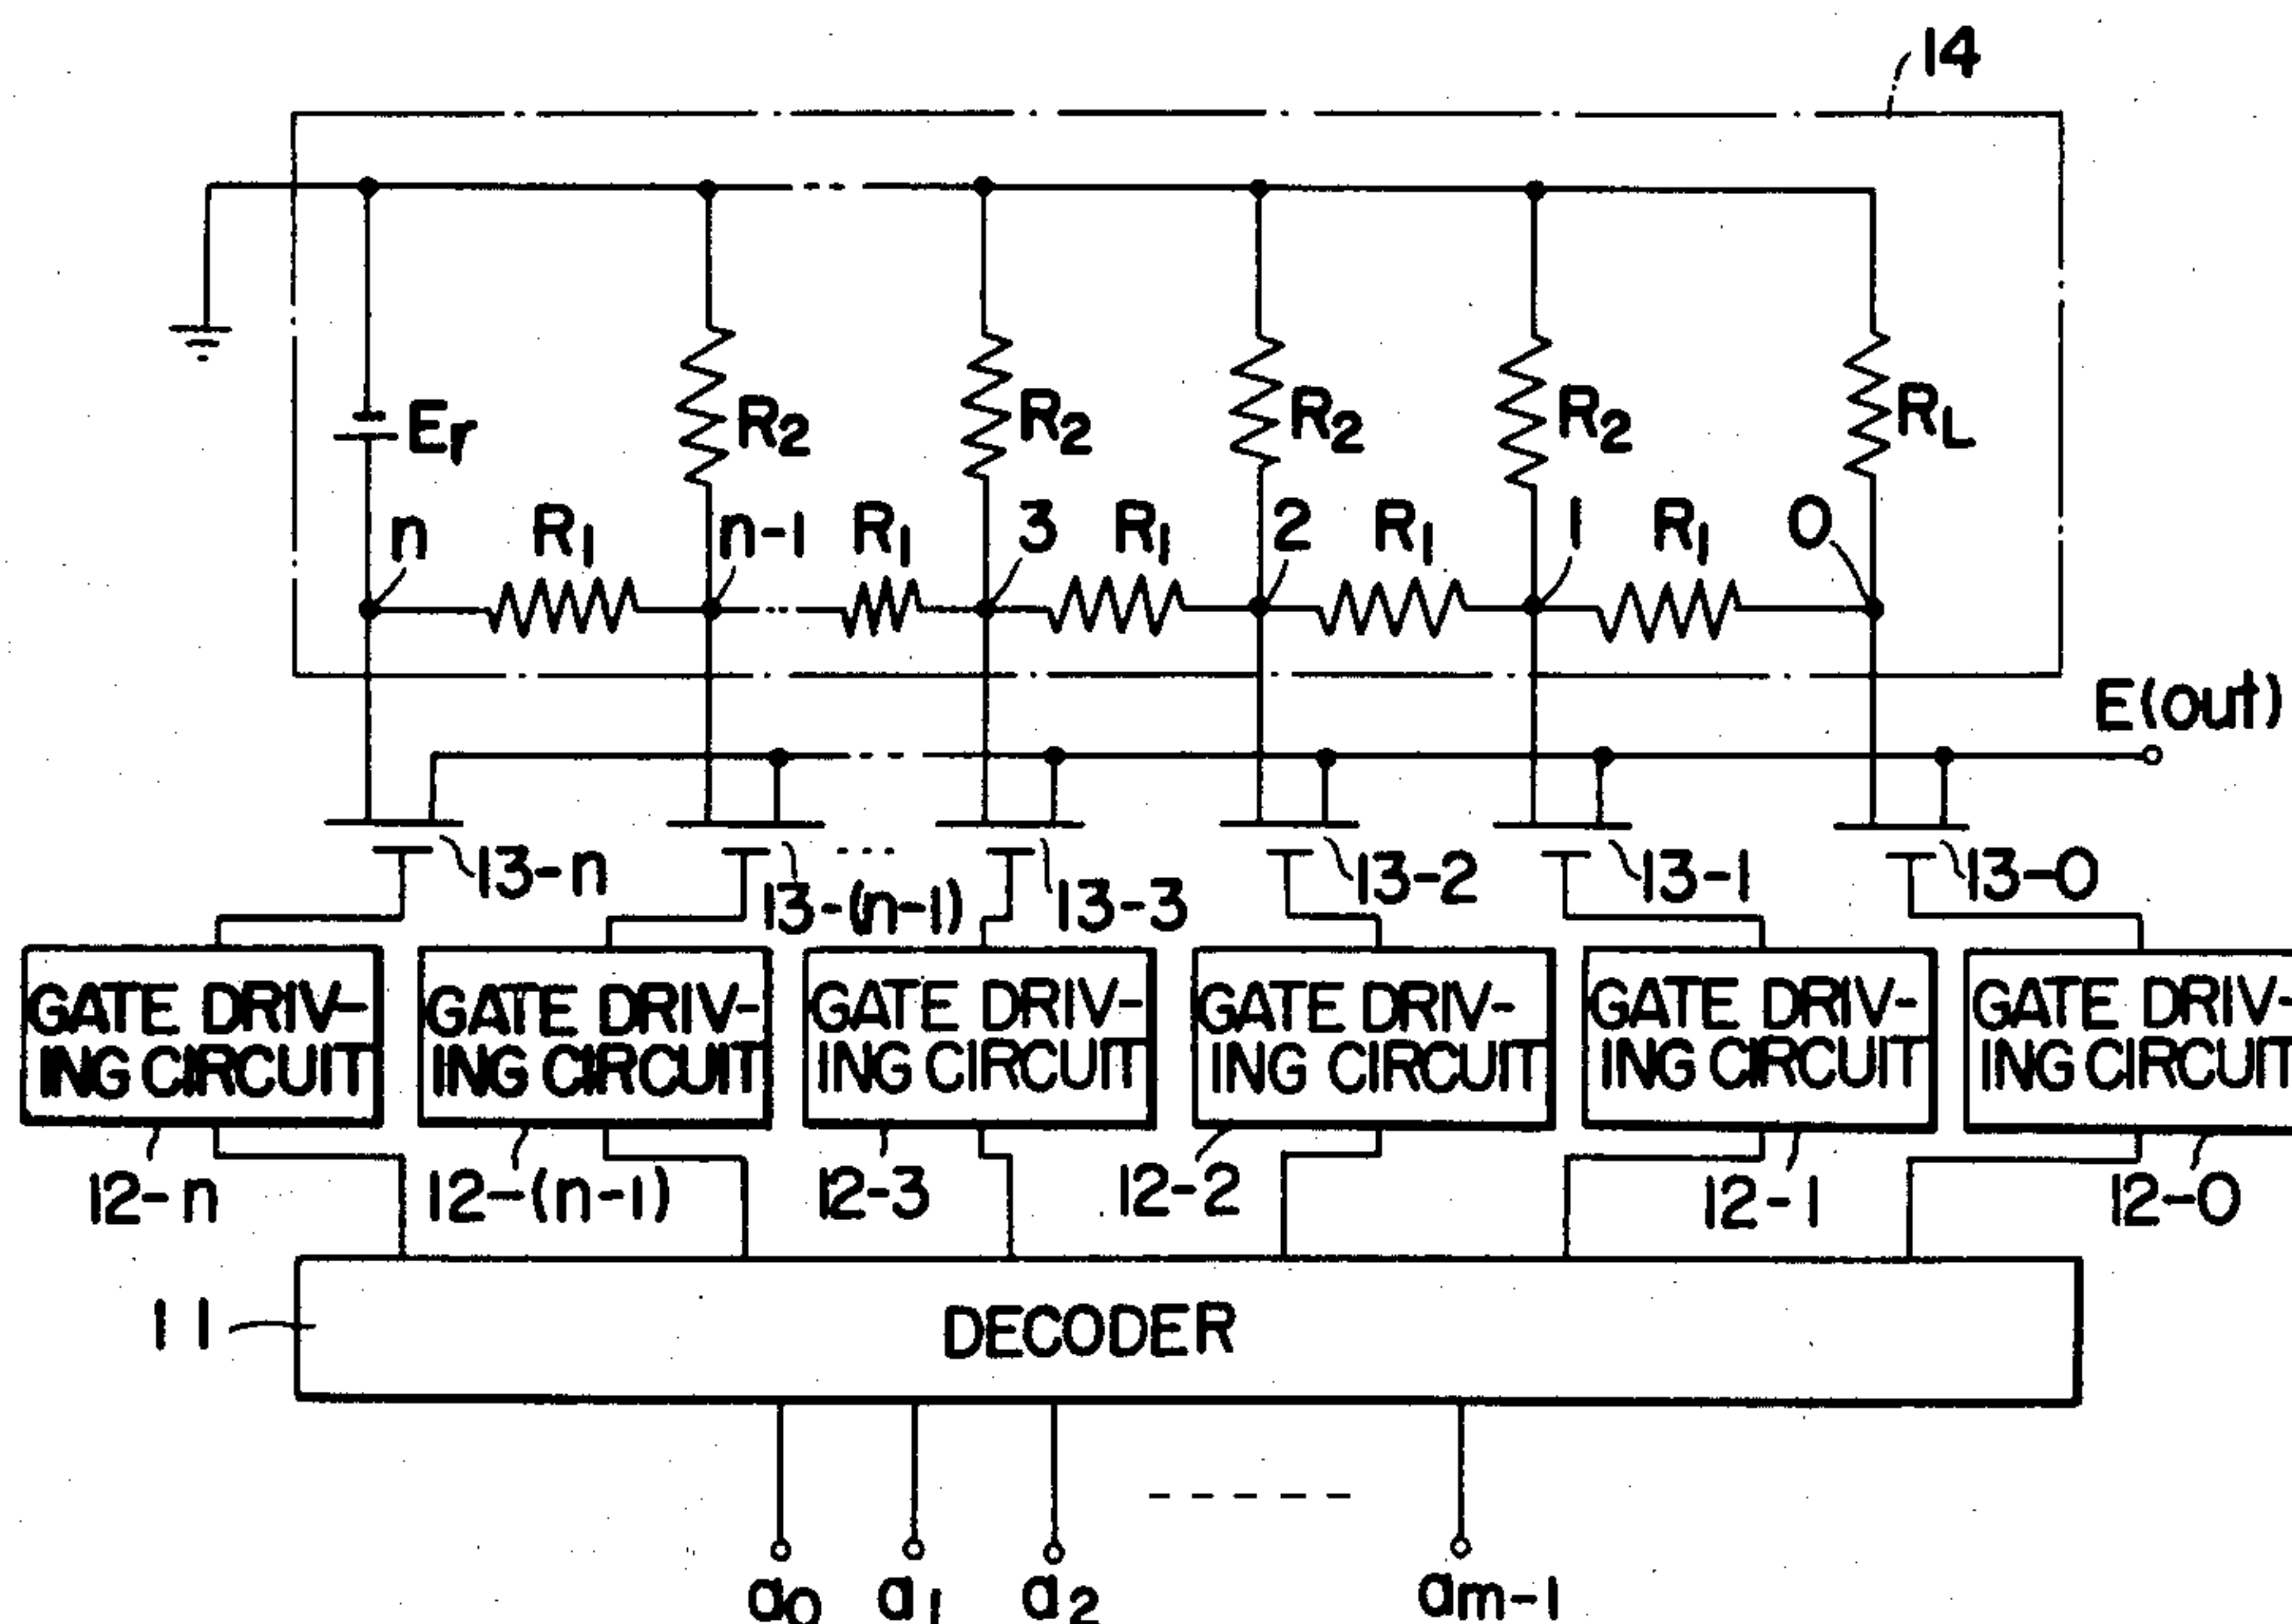 14
Er
R2
R2
R2
R2
RL
n
R1
n-1
R1
3
R1
2
R1
1
R1
0
E(out)
13-n
13-(n-1)
13-3
13-2
13-1
13-0
GATE DRIV-
ING CIRCUIT
GATE DRIV-
ING CIRCUIT
GATE DRIV-
ING CIRCUIT
GATE DRIV-
ING CIRCUIT
GATE DRIV-
ING CIRCUIT
GATE DRIV-
ING CIRCUIT
12-n
12-(n-1)
12-3
12-2
12-1
12-0
11
DECODER
a0
a1
a2
am-1